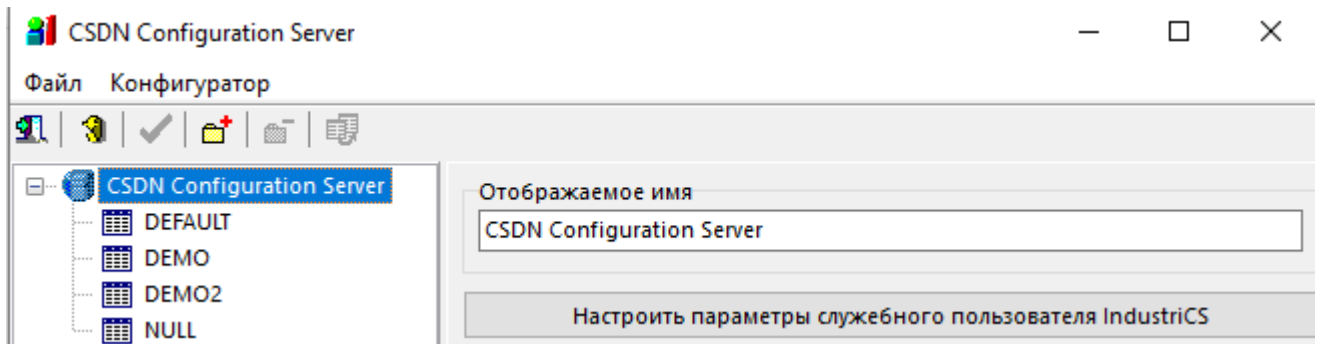 CSDN Configuration Server
Файл Конфигуратор
CSDN Configuration Server
DEFAULT
DEMO
DEMO2
NULL
Отображаемое имя
CSDN Configuration Server
Настроить параметры служебного пользователя IndustriCS